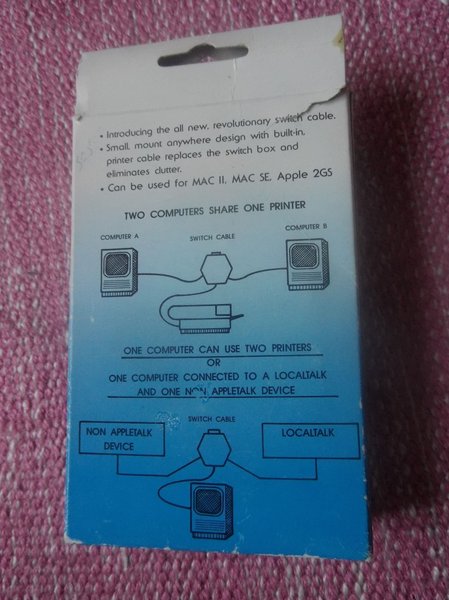 • Introducing the all new, revolutionary switch cable.
• Small, mount anywhere design with built-in,
printer cable replaces the switch box and
eliminates clutter.
• Can be used for MAC II, MAC SE, Apple 2GS
TWO COMPUTERS SHARE ONE PRINTER
COMPUTER A
SWITCH CABLE
COMPUTER B
ONE COMPUTER CAN USE TWO PRINTERS
OR
ONE COMPUTER CONNECTED TO A LOCALTALK
AND ONE NON APPLETALK DEVICE
SWITCH CABLE
NON APPLETALK
DEVICE
LOCALTALK